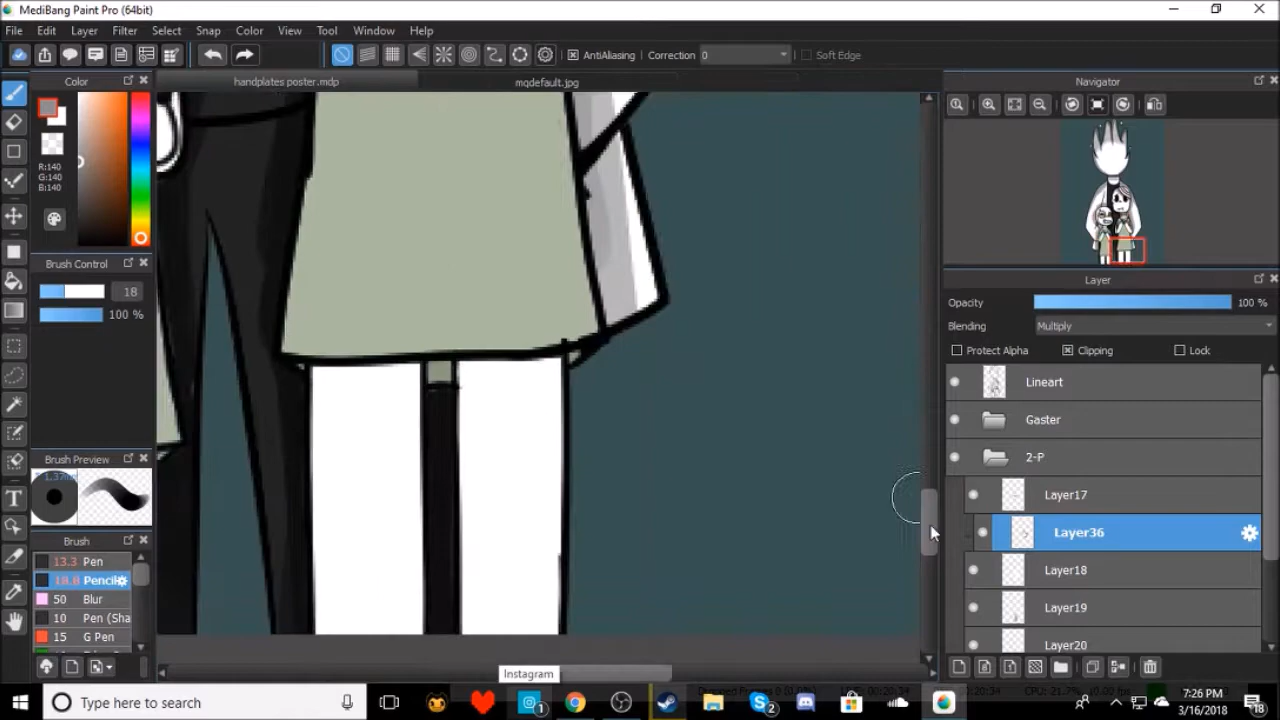 MediBang Paint Pro (64bit)
File Edit Layer Filter Select Snap Color View Tool Window Help
AntiAliasing Correction 0 Soft Edge
Color
handplates poster.mdp
mqdefault.jpg
Navigator
R:140
G:140
B:140
Brush Control
18
100 %
Layer
Opacity 100 %
Blending Multiply
Protect Alpha Clipping Lock
Lineart
Gaster
2-P
Layer17
Layer36
Layer18
Layer19
Layer20
Brush Preview
Brush
13.3 Pen
Pencil
50 Blur
10 Pen (Sha
15 G Pen
Instagram
Type here to search
1
2
7:26 PM
3/16/2018
18